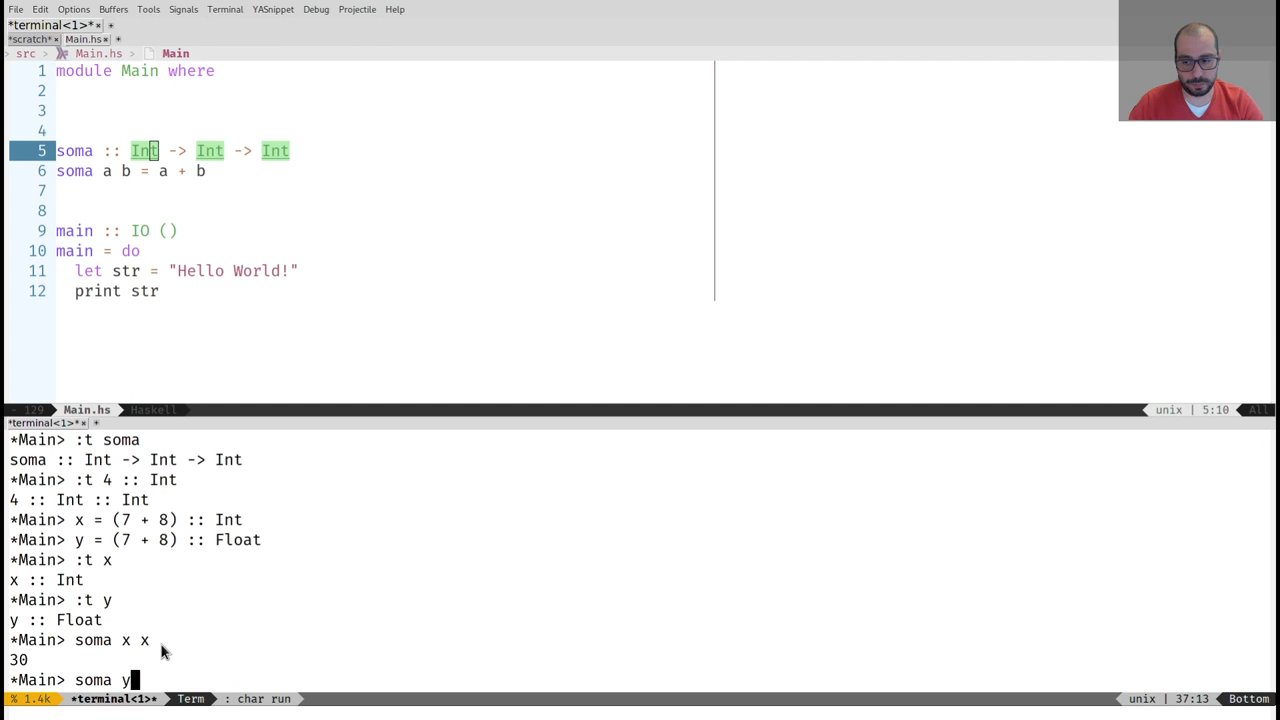 File Edit Options Buffers Tools Signals Terminal YASnippet Debug Projectile Help
*terminal<1>*
*scratch* Main.hs
src > Main.hs > Main
1 module Main where
2
3
4
5 soma :: Int -> Int -> Int
6 soma a b = a + b
7
8
9 main :: IO ()
10 main = do
11 let str = "Hello World!"
12 print str
- 129 Main.hs Haskell unix | 5:10 All
*terminal<1>*
*Main> :t soma
soma :: Int -> Int -> Int
*Main> :t 4 :: Int
4 :: Int :: Int
*Main> x = (7 + 8) :: Int
*Main> y = (7 + 8) :: Float
*Main> :t x
x :: Int
*Main> :t y
y :: Float
*Main> soma x x
30
*Main> soma y
% 1.4k *terminal<1>* Term : char run unix | 37:13 Bottom